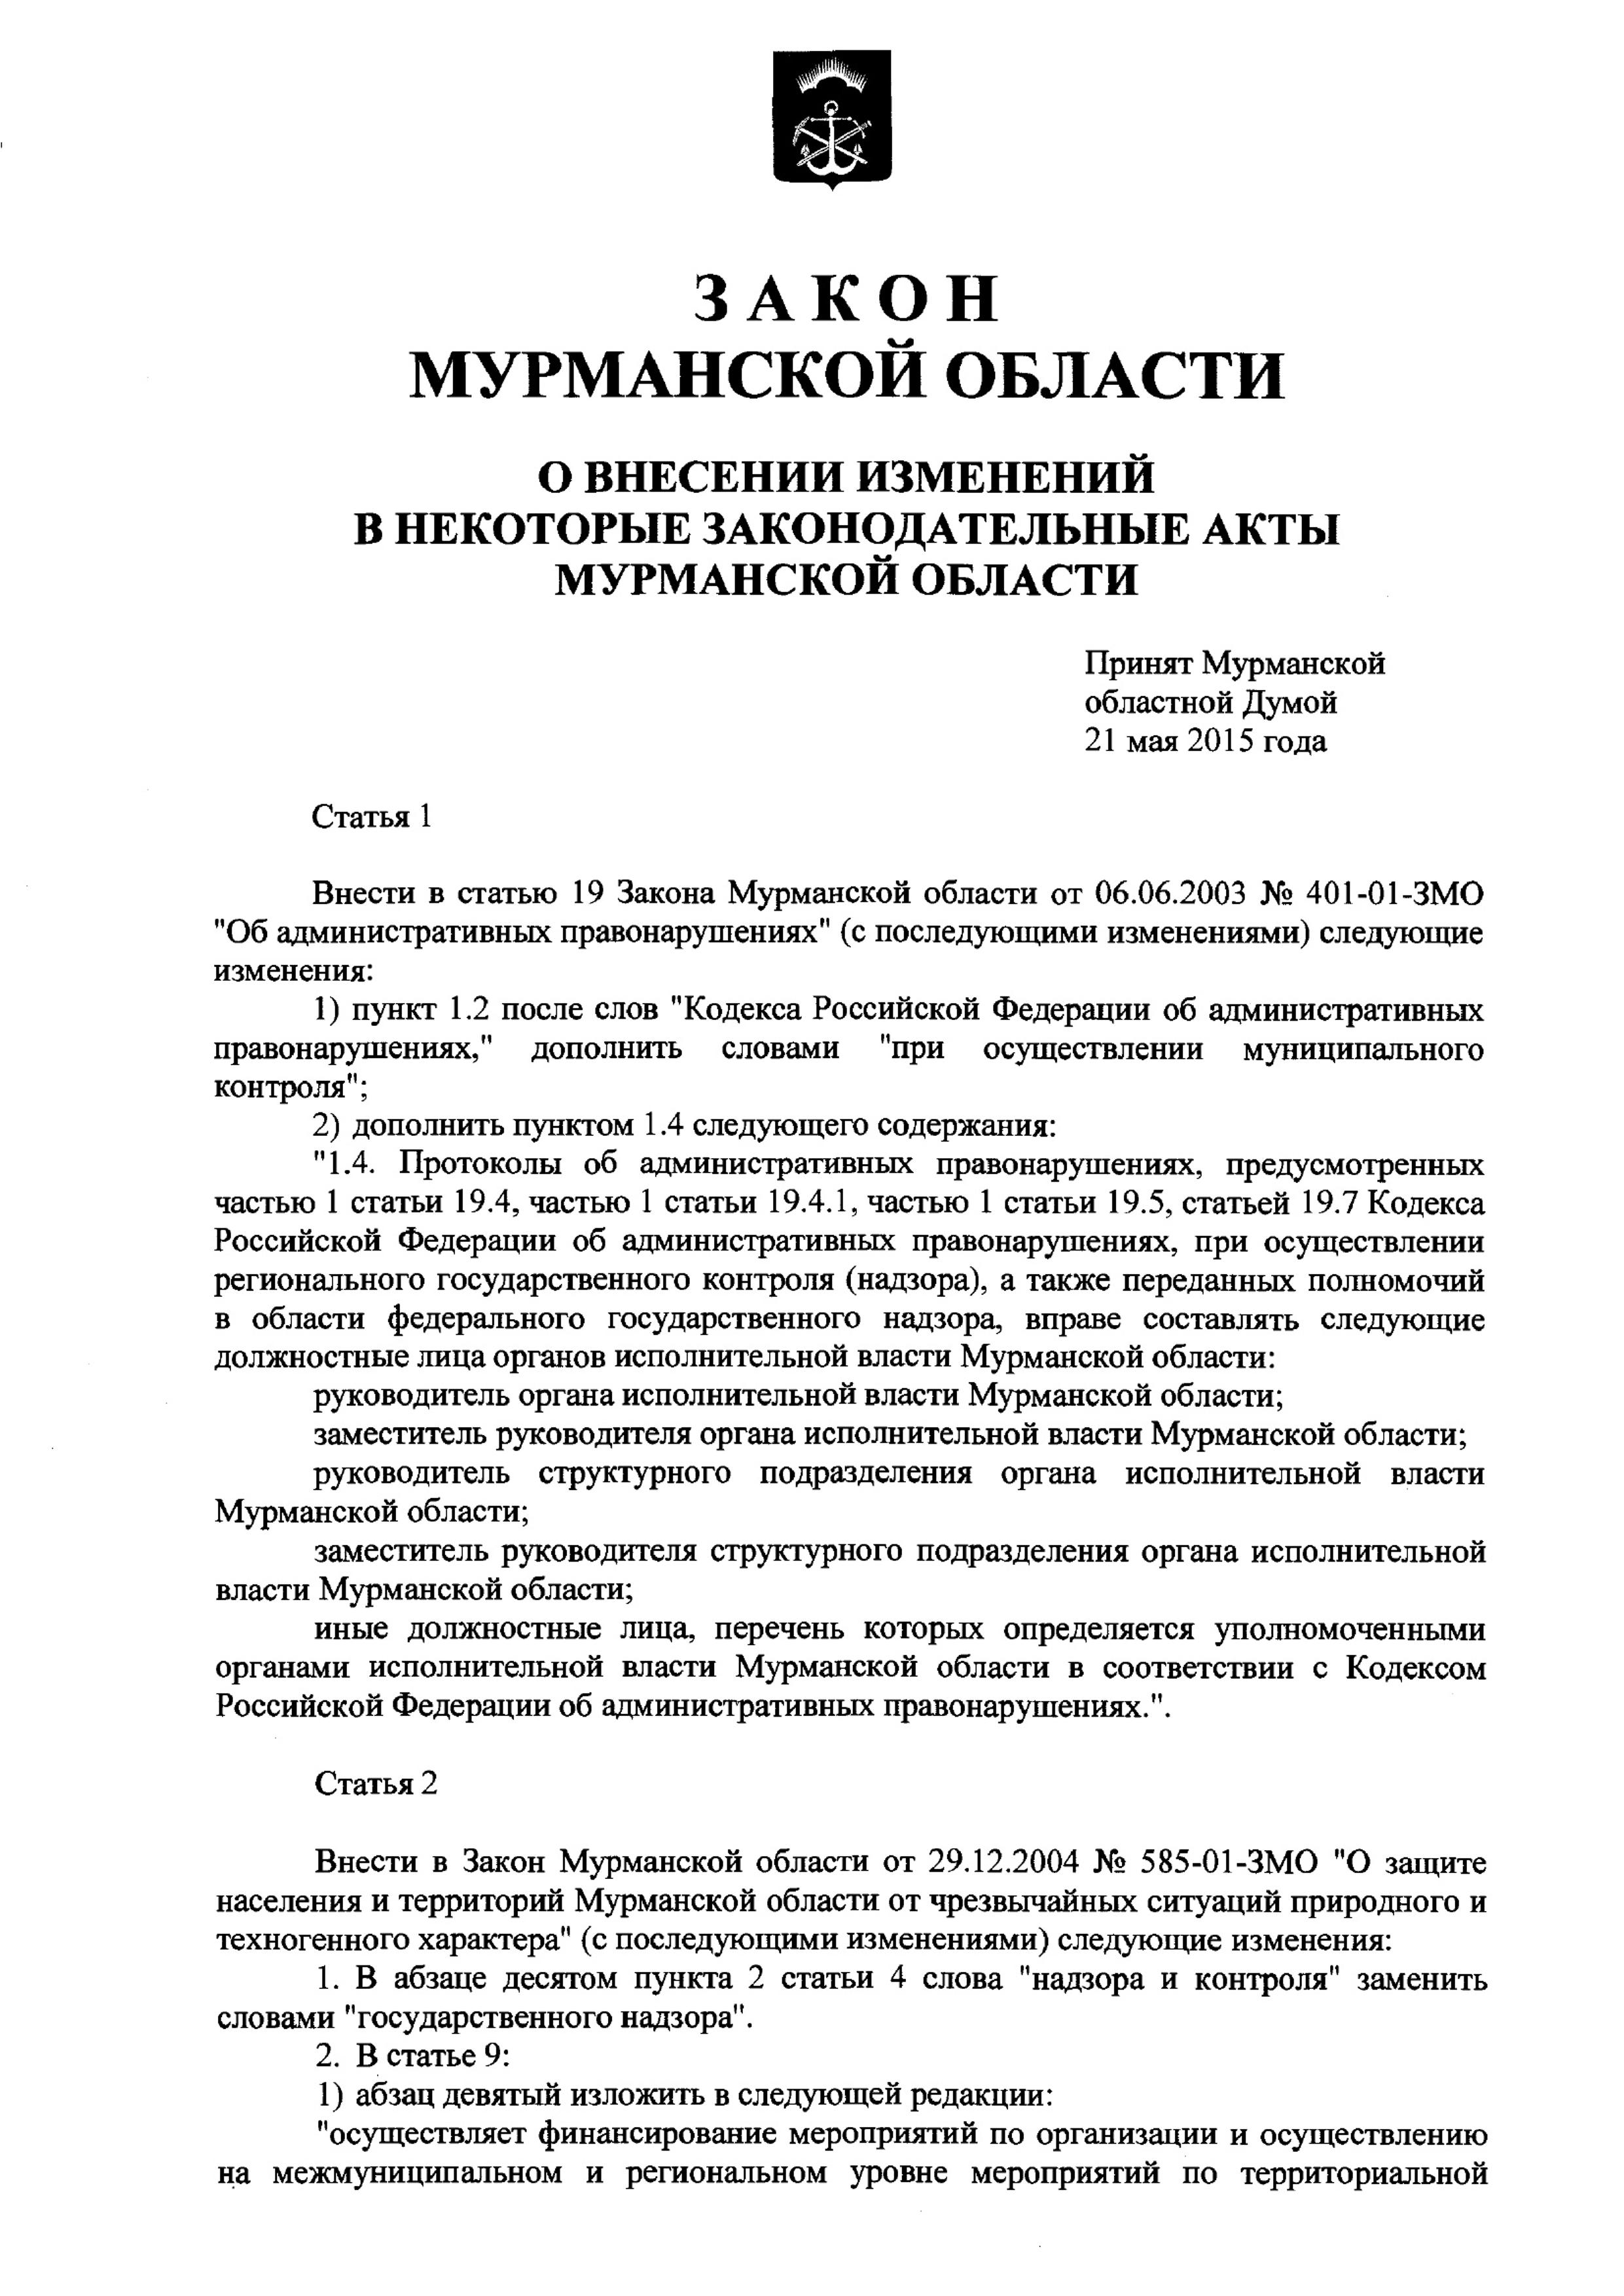 З А К О Н
МУРМАНСКОЙ ОБЛАСТИ
О ВНЕСЕНИИ ИЗМЕНЕНИЙ
В НЕКОТОРЫЕ ЗАКОНОДАТЕЛЬНЫЕ АКТЫ
МУРМАНСКОЙ ОБЛАСТИ
Принят Мурманской
областной Думой
21 мая 2015 года
Статья 1
Внести в статью 19 Закона Мурманской области от 06.06.2003 № 401-01-ЗМО
"Об административных правонарушениях" (с последующими изменениями) следующие
изменения:
1) пункт 1.2 после слов "Кодекса Российской Федерации об административных
правонарушениях," дополнить словами "при осуществлении муниципального
контроля";
2) дополнить пунктом 1.4 следующего содержания:
"1.4. Протоколы об административных правонарушениях, предусмотренных
частью 1 статьи 19.4, частью 1 статьи 19.4.1, частью 1 статьи 19.5, статьей 19.7 Кодекса
Российской Федерации об административных правонарушениях, при осуществлении
регионального государственного контроля (надзора), а также переданных полномочий
в области федерального государственного надзора, вправе составлять следующие
должностные лица органов исполнительной власти Мурманской области:
руководитель органа исполнительной власти Мурманской области;
заместитель руководителя органа исполнительной власти Мурманской области;
руководитель структурного подразделения органа исполнительной власти
Мурманской области;
заместитель руководителя структурного подразделения органа исполнительной
власти Мурманской области;
иные должностные лица, перечень которых определяется уполномоченными
органами исполнительной власти Мурманской области в соответствии с Кодексом
Российской Федерации об административных правонарушениях.".
Статья 2
Внести в Закон Мурманской области от 29.12.2004 № 585-01-ЗМО "О защите
населения и территорий Мурманской области от чрезвычайных ситуаций природного и
техногенного характера" (с последующими изменениями) следующие изменения:
1. В абзаце десятом пункта 2 статьи 4 слова "надзора и контроля" заменить
словами "государственного надзора".
2. В статье 9:
1) абзац девятый изложить в следующей редакции:
"осуществляет финансирование мероприятий по организации и осуществлению
на межмуниципальном и региональном уровне мероприятий по территориальной